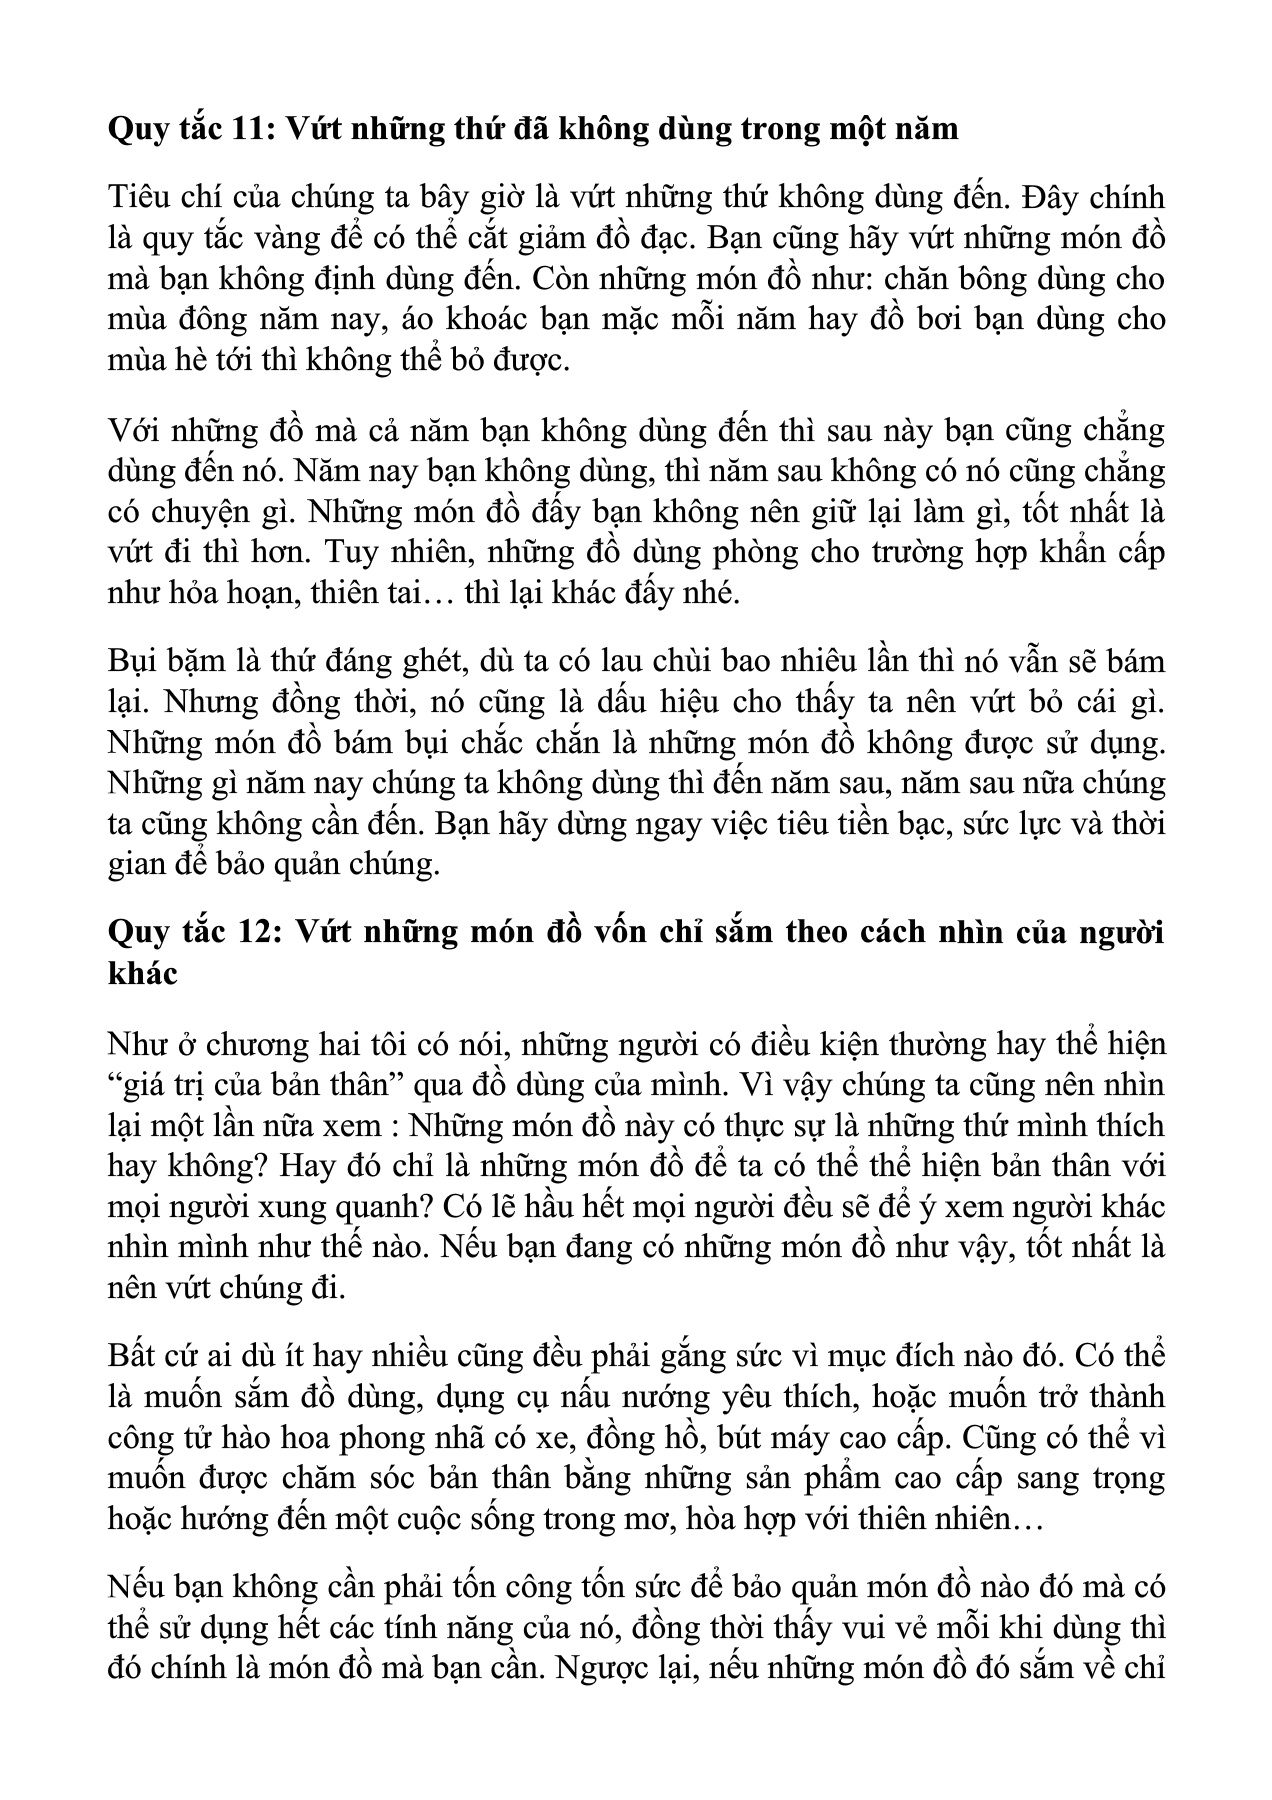 Quy tắc 11: Vứt những thứ đã không dùng trong một năm
Tiêu chí của chúng ta bây giờ là vứt những thứ không dùng đến. Đây chính
là quy tắc vàng để có thể cắt giảm đồ đạc. Bạn cũng hãy vứt những món đồ
mà bạn không định dùng đến. Còn những món đồ như: chăn bông dùng cho
mùa đông năm nay, áo khoác bạn mặc mỗi năm hay đồ bơi bạn dùng cho
mùa hè tới thì không thể bỏ được.
Với những đồ mà cả năm bạn không dùng đến thì sau này bạn cũng chẳng
dùng đến nó. Năm nay bạn không dùng, thì năm sau không có nó cũng chẳng
có chuyện gì. Những món đồ đấy bạn không nên giữ lại làm gì, tốt nhất là
vứt đi thì hơn. Tuy nhiên, những đồ dùng phòng cho trường hợp khẩn cấp
như hỏa hoạn, thiên tai… thì lại khác đấy nhé.
Bụi bặm là thứ đáng ghét, dù ta có lau chùi bao nhiêu lần thì nó vẫn sẽ bám
lại. Nhưng đồng thời, nó cũng là dấu hiệu cho thấy ta nên vứt bỏ cái gì.
Những món đồ bám bụi chắc chắn là những món đồ không được sử dụng.
Những gì năm nay chúng ta không dùng thì đến năm sau, năm sau nữa chúng
ta cũng không cần đến. Bạn hãy dừng ngay việc tiêu tiền bạc, sức lực và thời
gian để bảo quản chúng.
Quy tắc 12: Vứt những món đồ vốn chỉ sắm theo cách nhìn của người
khác
Như ở chương hai tôi có nói, những người có điều kiện thường hay thể hiện
“giá trị của bản thân” qua đồ dùng của mình. Vì vậy chúng ta cũng nên nhìn
lại một lần nữa xem : Những món đồ này có thực sự là những thứ mình thích
hay không? Hay đó chỉ là những món đồ để ta có thể thể hiện bản thân với
mọi người xung quanh? Có lẽ hầu hết mọi người đều sẽ để ý xem người khác
nhìn mình như thế nào. Nếu bạn đang có những món đồ như vậy, tốt nhất là
nên vứt chúng đi.
Bất cứ ai dù ít hay nhiều cũng đều phải gắng sức vì mục đích nào đó. Có thể
là muốn sắm đồ dùng, dụng cụ nấu nướng yêu thích, hoặc muốn trở thành
công tử hào hoa phong nhã có xe, đồng hồ, bút máy cao cấp. Cũng có thể vì
muốn được chăm sóc bản thân bằng những sản phẩm cao cấp sang trọng
hoặc hướng đến một cuộc sống trong mơ, hòa hợp với thiên nhiên…
Nếu bạn không cần phải tốn công tốn sức để bảo quản món đồ nào đó mà có
thể sử dụng hết các tính năng của nó, đồng thời thấy vui vẻ mỗi khi dùng thì
đó chính là món đồ mà bạn cần. Ngược lại, nếu những món đồ đó sắm về chỉ